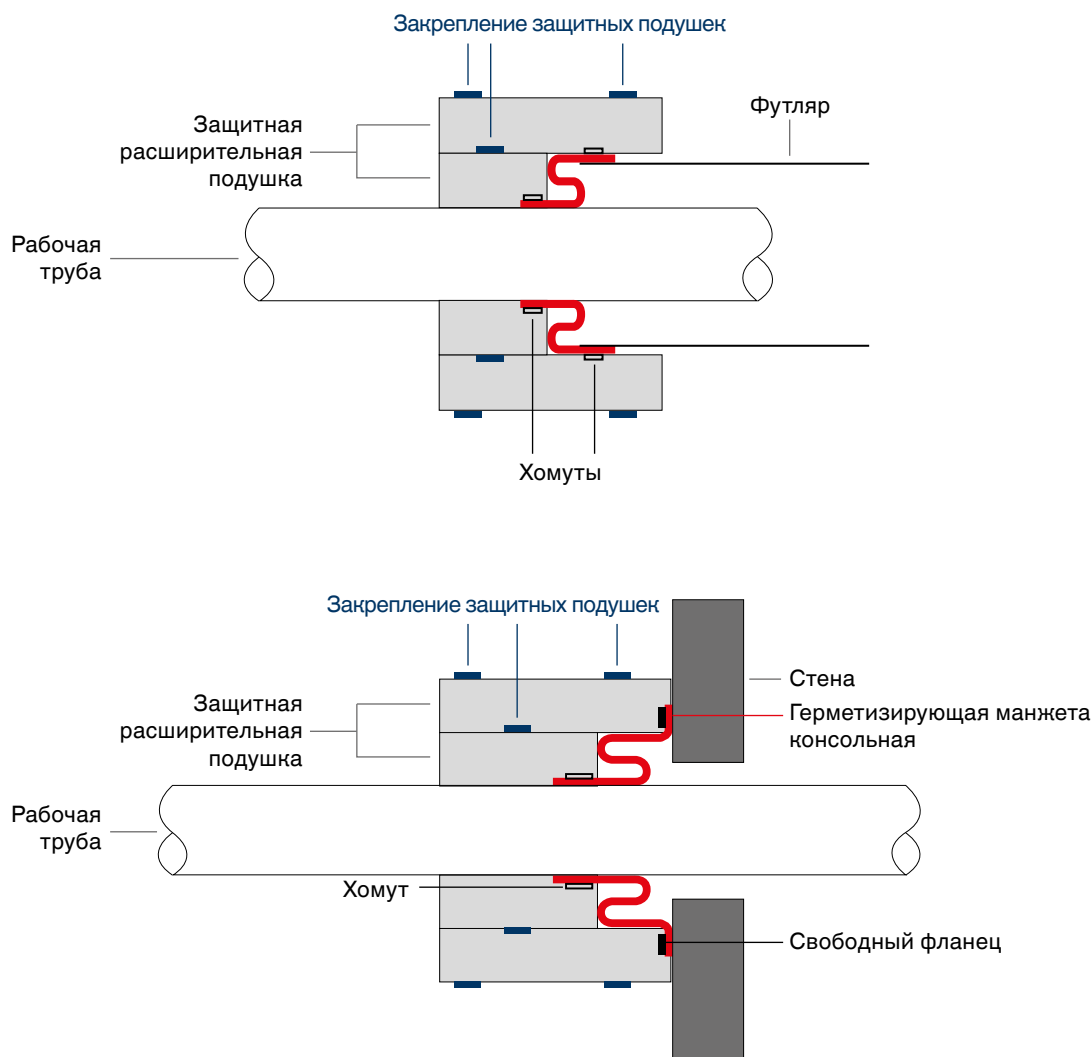 Закрепление защитных подушек
Футляр
Защитная
расширительная
подушка
Рабочая
труба
Хомуты
Закрепление защитных подушек
Стена
Защитная
расширительная
подушка
Герметизирующая манжета
консольная
Рабочая
труба
Хомут
Свободный фланец